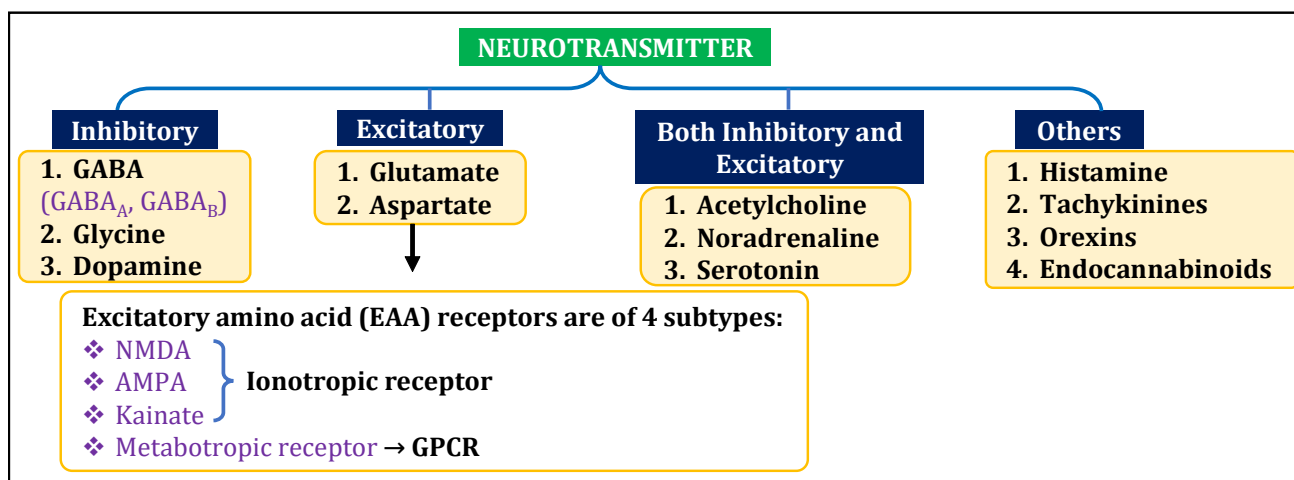 NEUROTRANSMITTER
Inhibitory
1. GABA
(GABA_A, GABA_B)
2. Glycine
3. Dopamine
Excitatory
1. Glutamate
2. Aspartate
Both Inhibitory and
Excitatory
1. Acetylcholine
2. Noradrenaline
3. Serotonin
Others
1. Histamine
2. Tachykinines
3. Orexins
4. Endocannabinoids
Excitatory amino acid (EAA) receptors are of 4 subtypes:
❖ NMDA
❖ AMPA
❖ Kainate
Ionotropic receptor
❖ Metabotropic receptor → GPCR